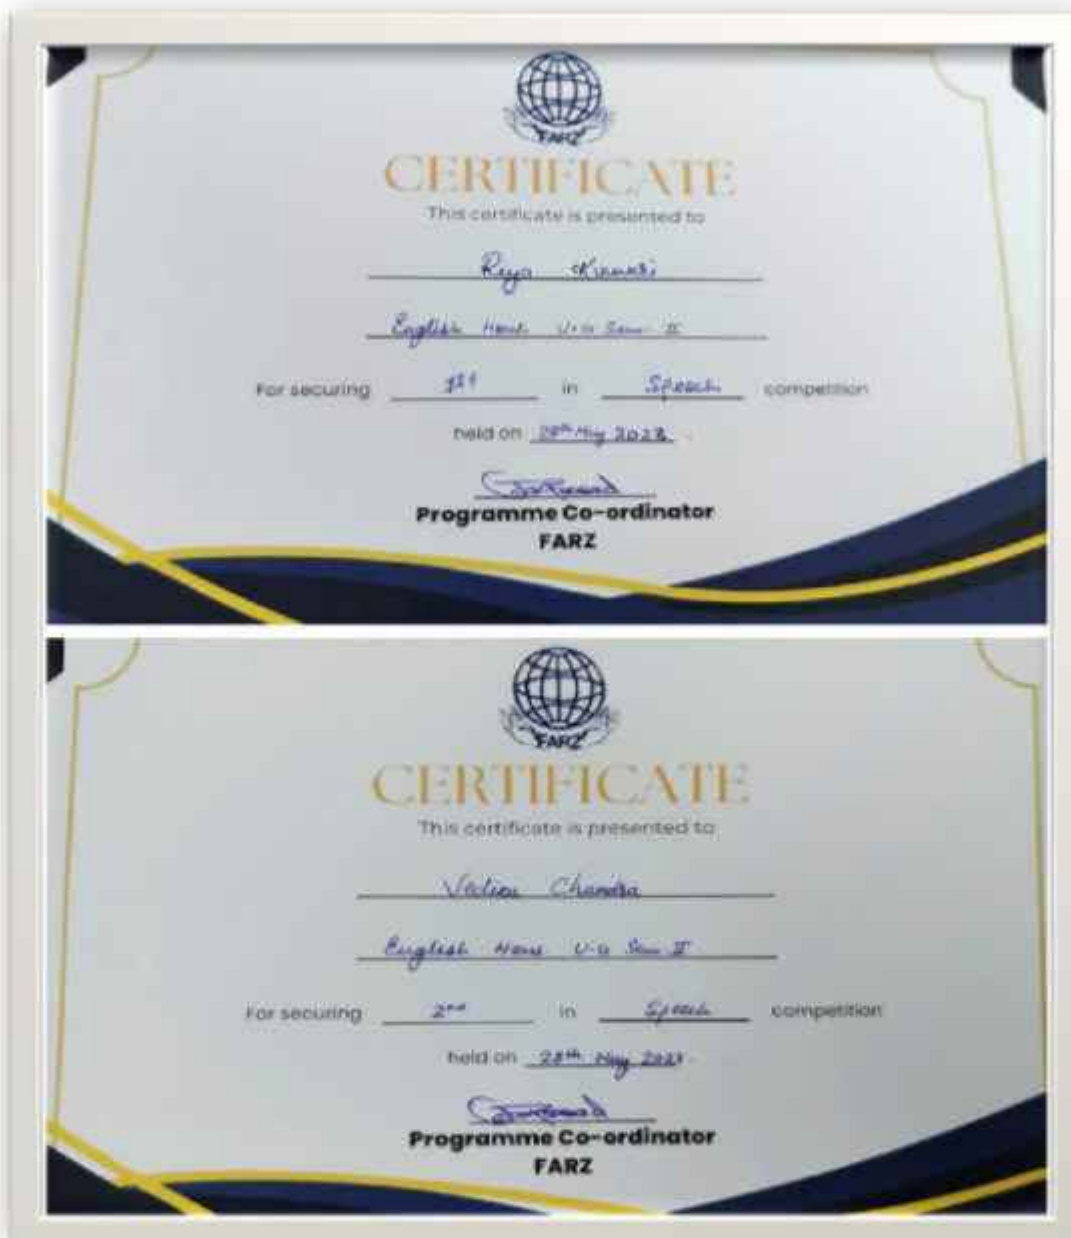 FARZ
CERTIFICATE
This certificate is presented to
Riya Kumari
English Hons. U.G Sem II
For securing 1st in Speech competition
held on 28th May 2023
Programme Co-ordinator
FARZ
FARZ
CERTIFICATE
This certificate is presented to
Chandra
English Hons U.G Sem II
For securing 2nd in Speech competition
held on 28th May
Programme Co-ordinator
FARZ